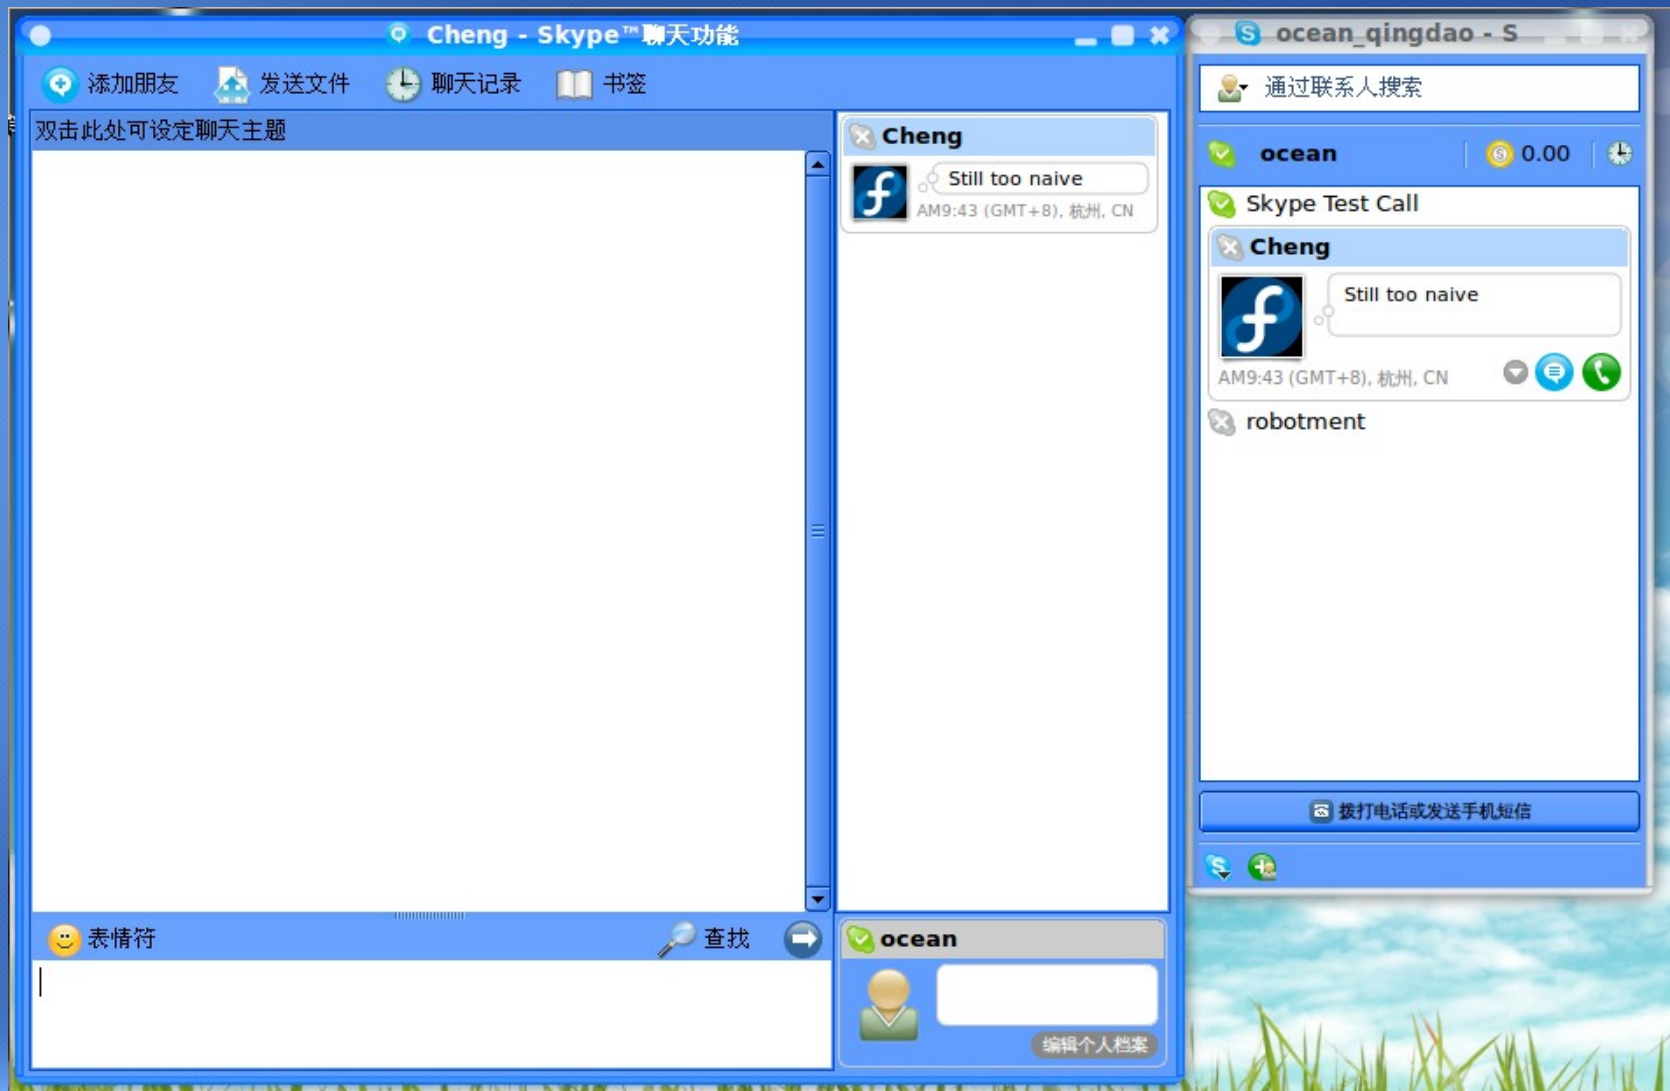 Cheng - Skype™聊天功能
添加朋友 发送文件 聊天记录 书签
双击此处可设定聊天主题
Cheng
Still too naive
AM9:43 (GMT+8), 杭州, CN
表情符 查找
ocean
编辑个人档案
ocean_qingdao - S
通过联系人搜索
ocean 0.00
Skype Test Call
Cheng
Still too naive
AM9:43 (GMT+8), 杭州, CN
robotment
拨打电话或发送手机短信